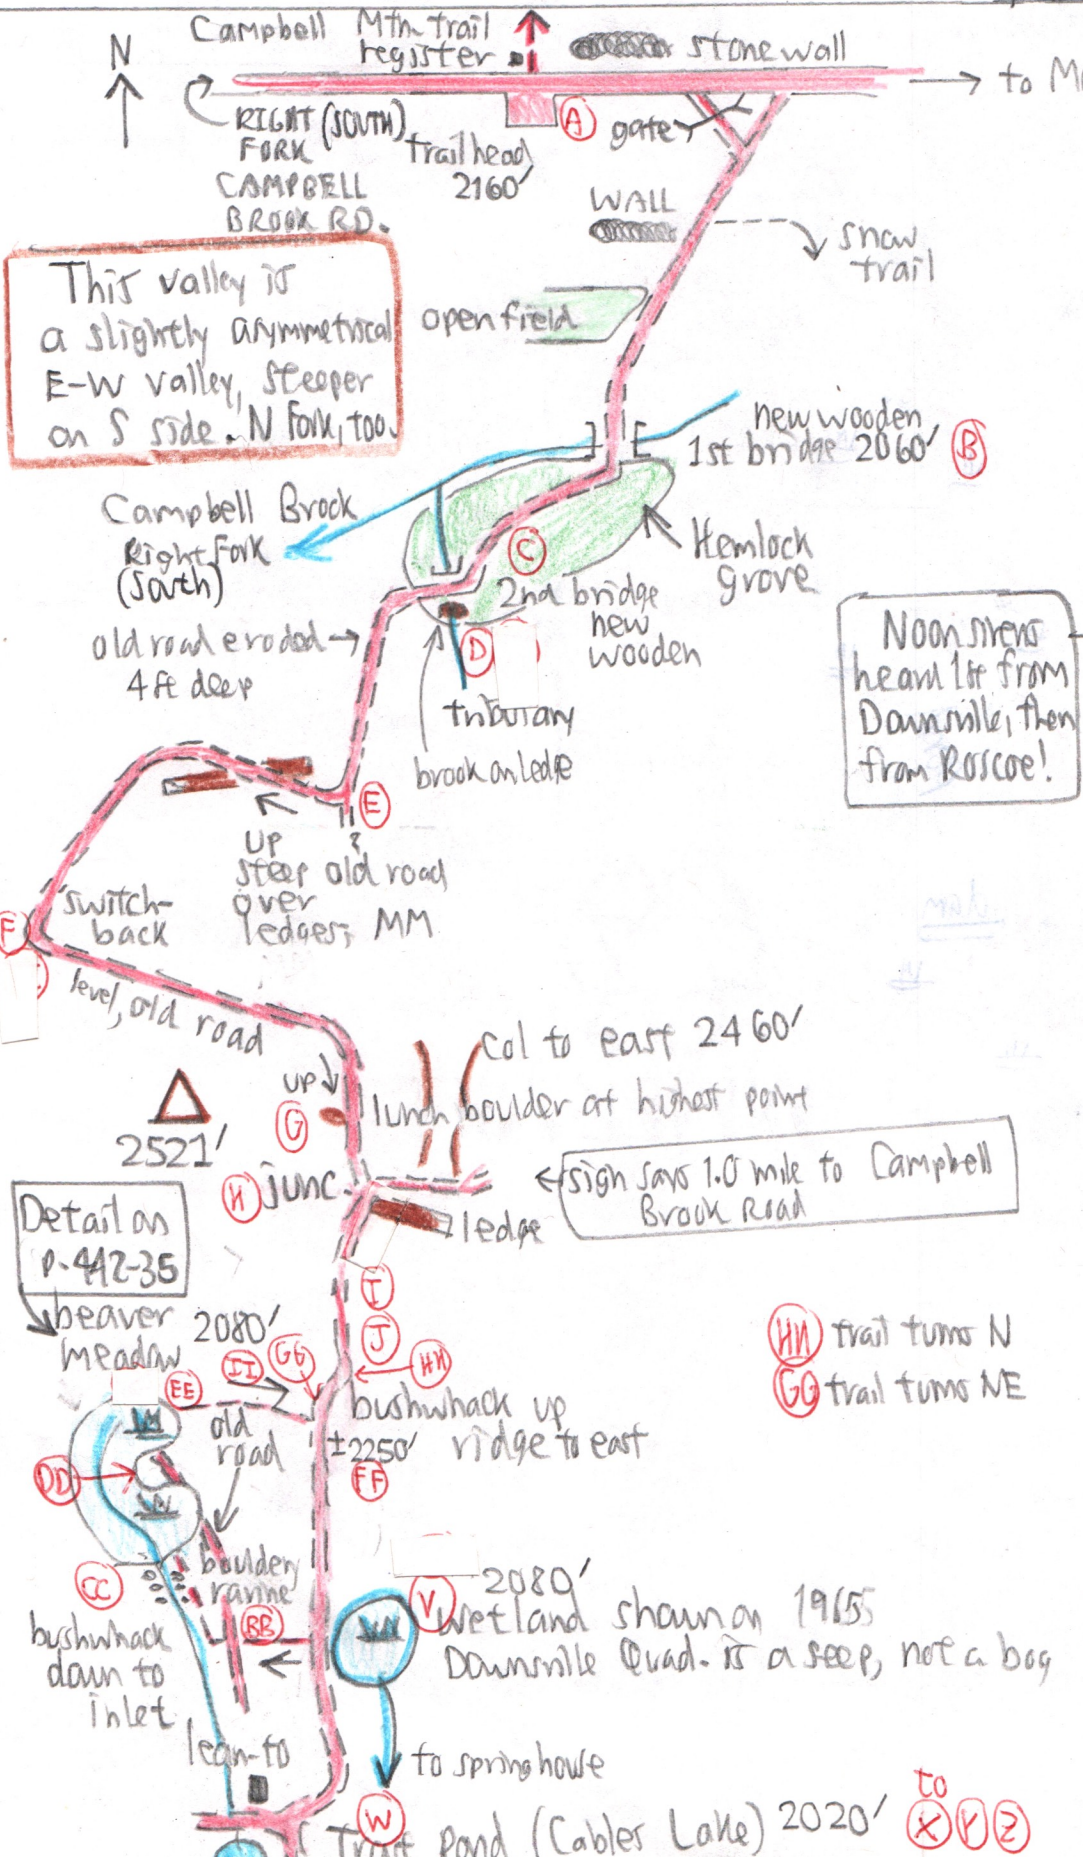 Campbell Mtn. trail
register
stone wall
N
to M
RIGHT (SOUTH)
FORK
CAMPBELL
BROOK RD.
trailhead
2160'
A
gate
WALL
snow
trail
This valley is
a slightly asymmetrical
E-W valley, steeper
on S side. N Fork, too.
open field
new wooden
1st bridge 2060'
B
Campbell Brook
Right Fork
(South)
C
Hemlock
grove
2nd bridge
new
wooden
D
old road eroded
4 ft deep
tributary
brook on ledge
Noon sirens
heard 1st from
Downsville, then
from Roscoe!
E
?
up
steep old road
over
ledges; MM
F
switch-
back
level, old road
col to east 2460'
up
G
lunch boulder at highest point
2521'
H
junc.
sign says 1.0 mile to Campbell
Brook Road
ledge
Detail on
p. 442-35
I
beaver
meadow
2080'
J
HH
HH trail turns N
GG trail turns NE
GG
II
EE
old
road
bushwhack up
ridge to east
±2250'
FF
DD
CC
boulders
ravine
BB
bushwhack
down to
inlet
V
2080'
Wetland shown on 1965
Downsville Quad. is a seep, not a bog
lean-to
to springhouse
W
Trout Pond (Cables Lake) 2020'
to
X Y Z